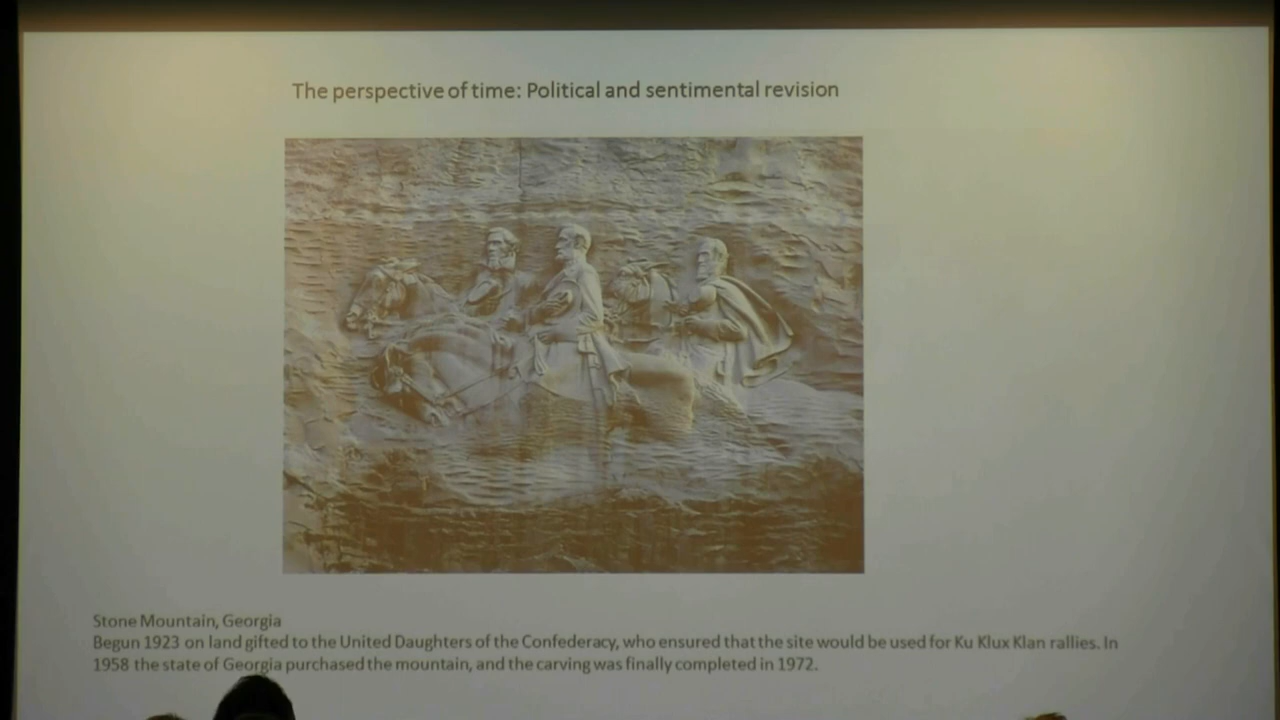 The perspective of time: Political and sentimental revision
Stone Mountain, Georgia
Begun 1923 on land gifted to the United Daughters of the Confederacy, who ensured that the site would be used for Ku Klux Klan rallies. In
1958 the state of Georgia purchased the mountain, and the carving was finally completed in 1972.